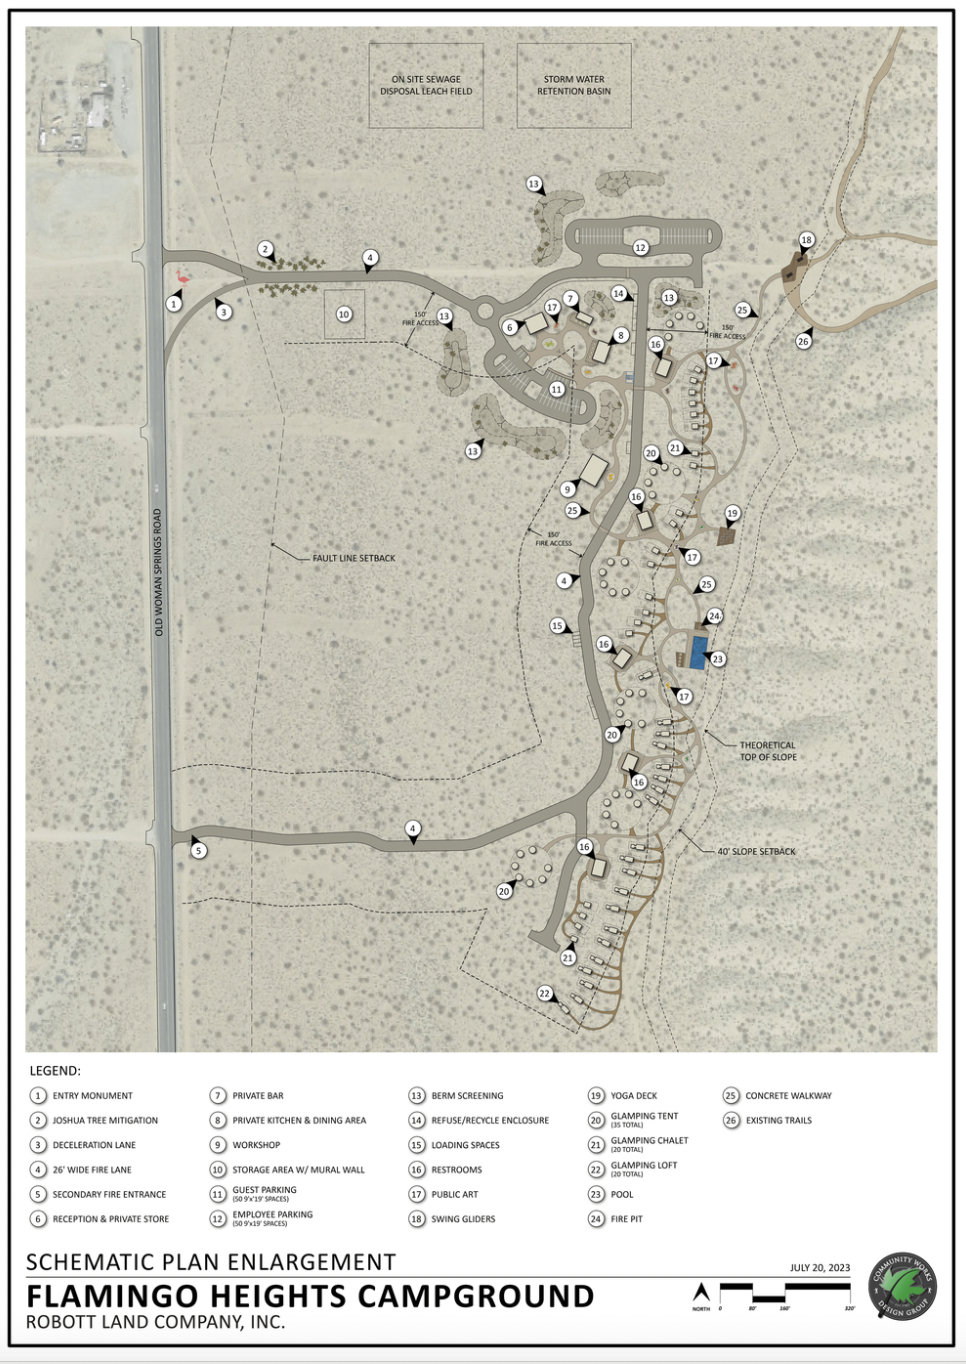 ON SITE SEWAGE
DISPOSAL LEACH FIELD
STORM WATER
RETENTION BASIN
13
18
2
4
12
1
3
10
150'
FIRE ACCESS
13
6
17
7
14
13
8
16
150'
FIRE ACCESS
25
26
17
11
13
9
25
20
21
16
19
150'
FIRE ACCESS
17
OLD WOMAN SPRINGS ROAD
FAULT LINE SETBACK
4
25
15
24
16
23
17
20
THEORETICAL
TOP OF SLOPE
16
5
4
16
40' SLOPE SETBACK
20
21
22
LEGEND:
1 ENTRY MONUMENT
2 JOSHUA TREE MITIGATION
3 DECELERATION LANE
4 26' WIDE FIRE LANE
5 SECONDARY FIRE ENTRANCE
6 RECEPTION & PRIVATE STORE
7 PRIVATE BAR
8 PRIVATE KITCHEN & DINING AREA
9 WORKSHOP
10 STORAGE AREA W/ MURAL WALL
11 GUEST PARKING
(50 9'x'19' SPACES)
12 EMPLOYEE PARKING
(50 9'x19' SPACES)
13 BERM SCREENING
14 REFUSE/RECYCLE ENCLOSURE
15 LOADING SPACES
16 RESTROOMS
17 PUBLIC ART
18 SWING GLIDERS
19 YOGA DECK
20 GLAMPING TENT
(35 TOTAL)
21 GLAMPING CHALET
(20 TOTAL)
22 GLAMPING LOFT
(20 TOTAL)
23 POOL
24 FIRE PIT
25 CONCRETE WALKWAY
26 EXISTING TRAILS
SCHEMATIC PLAN ENLARGEMENT
FLAMINGO HEIGHTS CAMPGROUND
ROBOTT LAND COMPANY, INC.
JULY 20, 2023
NORTH
0 80' 160' 320'
COMMUNITY WORKS
DESIGN GROUP